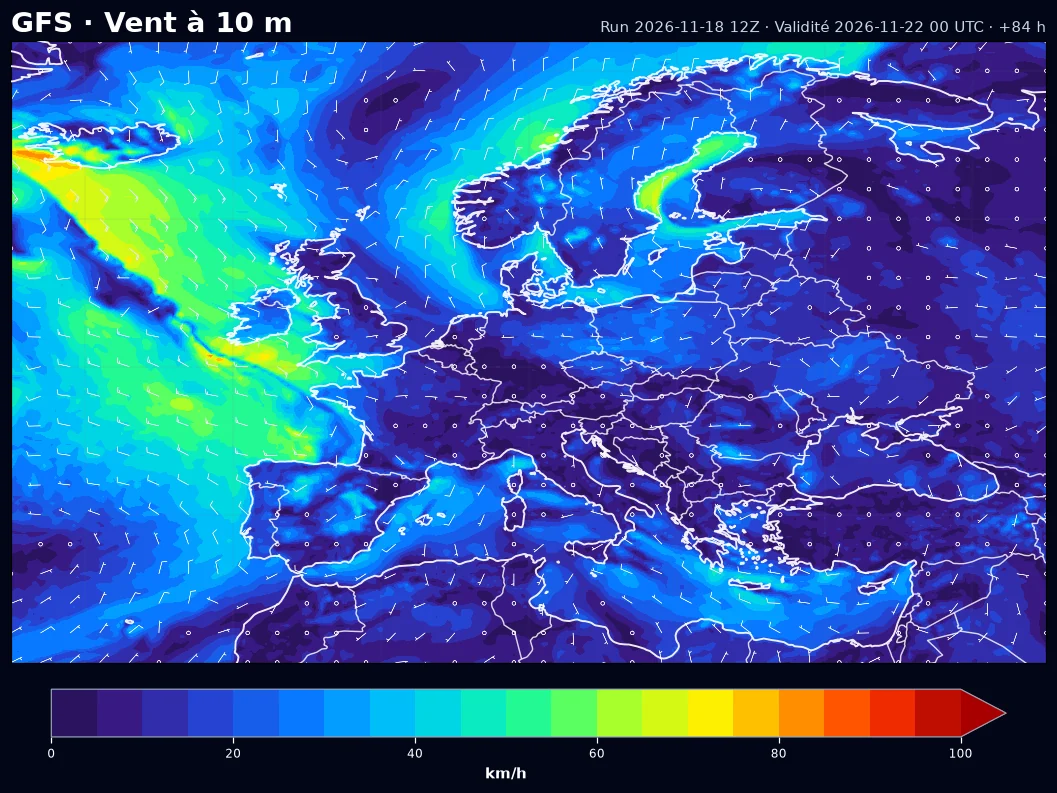 GFS · Vent à 10 m
Run 2026-11-18 12Z · Validité 2026-11-22 00 UTC · +84 h
0 20 40 60 80 100
km/h